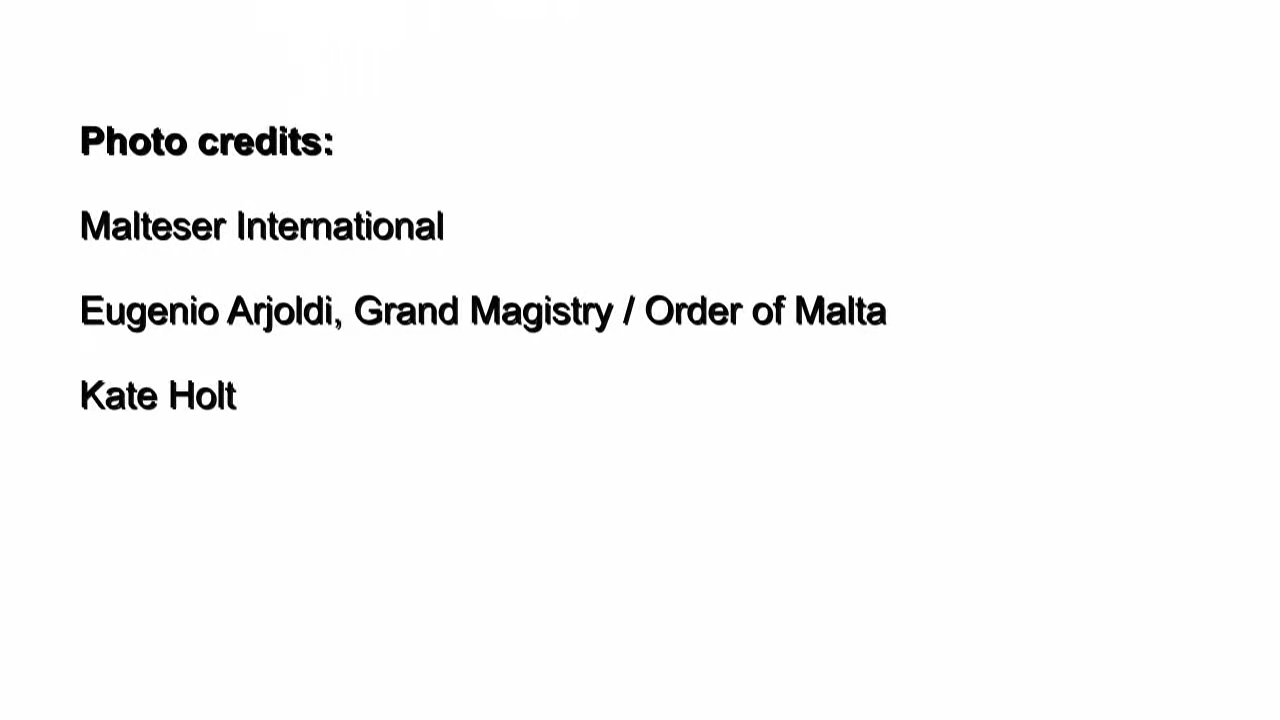 Photo credits:
Malteser International
Eugenio Arjoldi, Grand Magistry / Order of Malta
Kate Holt